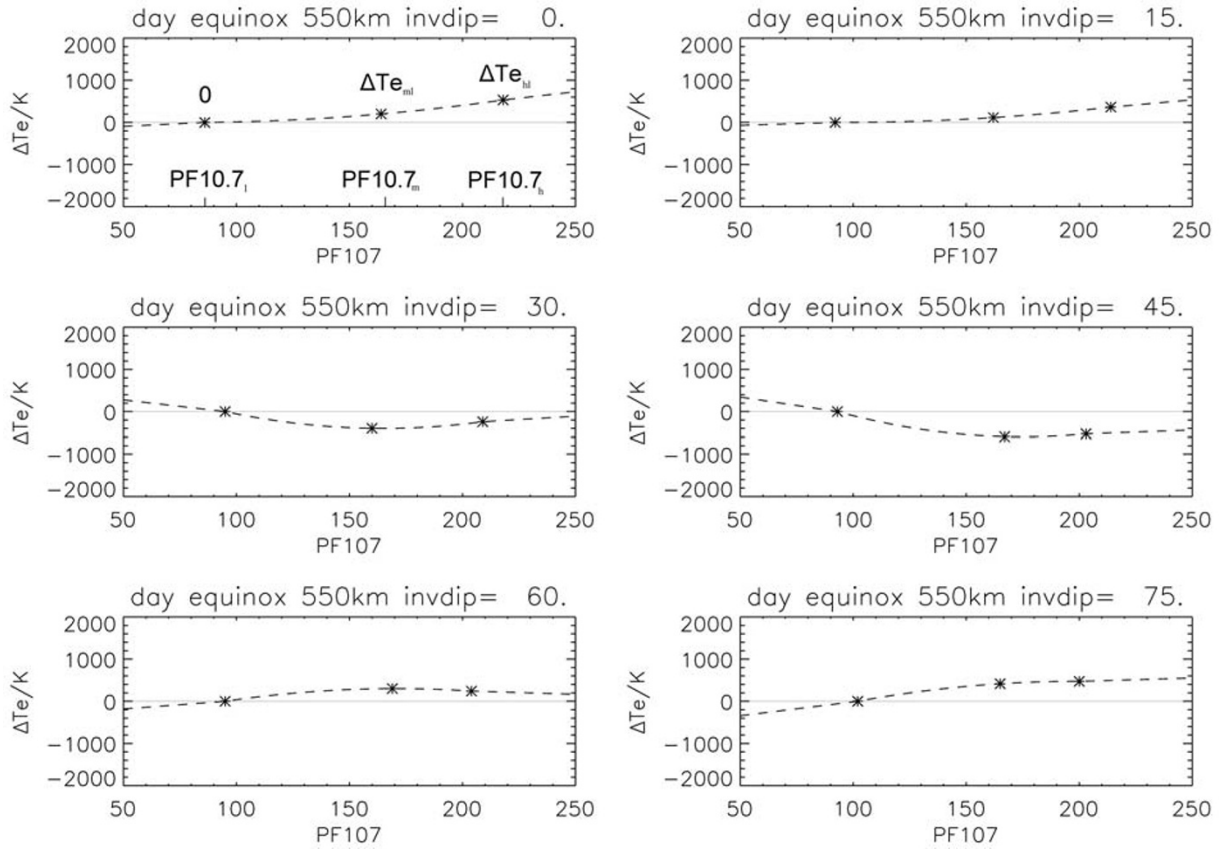 day equinox 550km invdip= 0.
2000
1000
0
−1000
−2000
ΔTe/K
0
ΔTe_ml
ΔTe_hl
PF10.7_l
PF10.7_m
PF10.7_h
50 100 150 200 250
PF107
day equinox 550km invdip= 15.
2000
1000
0
−1000
−2000
ΔTe/K
50 100 150 200 250
PF107
day equinox 550km invdip= 30.
2000
1000
0
−1000
−2000
ΔTe/K
50 100 150 200 250
PF107
day equinox 550km invdip= 45.
2000
1000
0
−1000
−2000
ΔTe/K
50 100 150 200 250
PF107
day equinox 550km invdip= 60.
2000
1000
0
−1000
−2000
ΔTe/K
50 100 150 200 250
PF107
day equinox 550km invdip= 75.
2000
1000
0
−1000
−2000
ΔTe/K
50 100 150 200 250
PF107